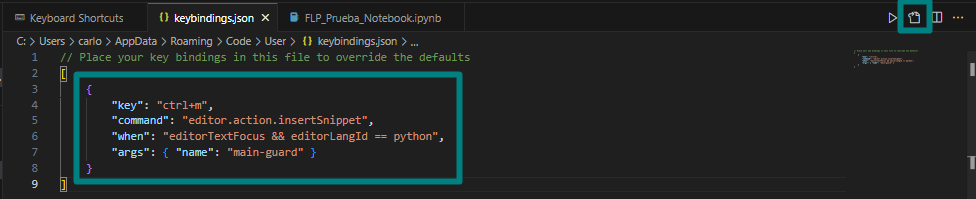 Keyboard Shortcuts
keybindings.json
FLP_Prueba_Notebook.ipynb
C: > Users > carlo > AppData > Roaming > Code > User > {} keybindings.json > ...
1 // Place your key bindings in this file to override the defaults
2 [
3 {
4 "key": "ctrl+m",
5 "command": "editor.action.insertSnippet",
6 "when": "editorTextFocus && editorLangId == python",
7 "args": { "name": "main-guard" }
8 }
9 ]